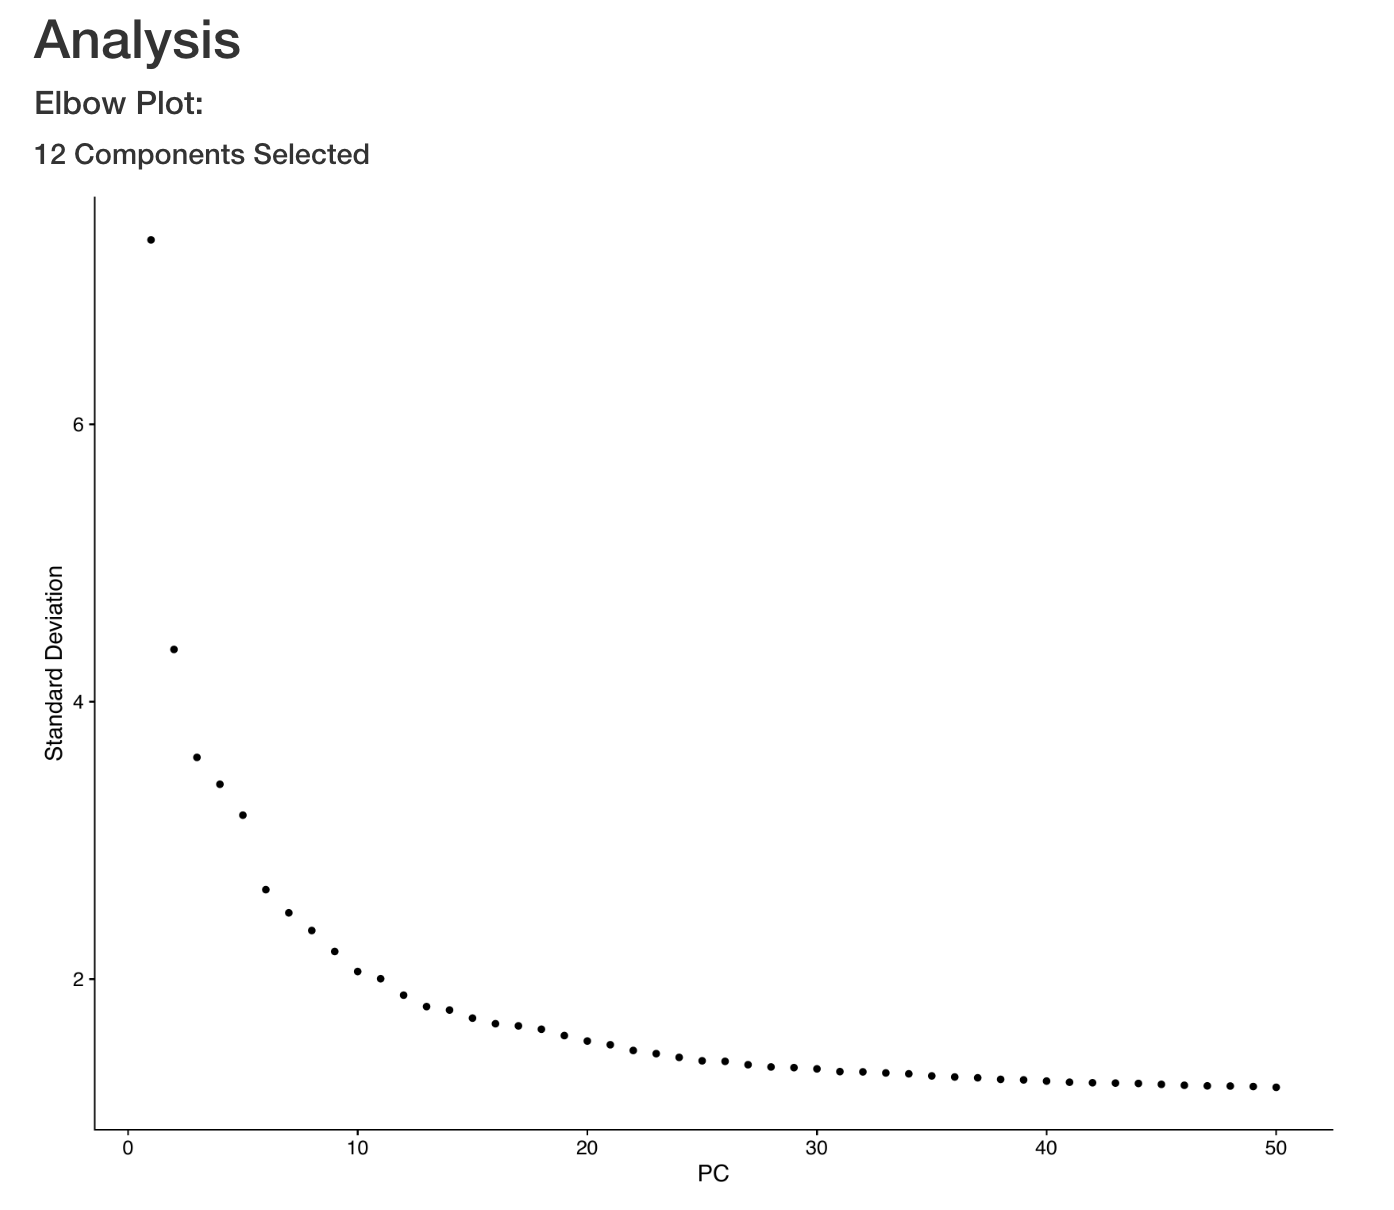 Analysis
Elbow Plot:
12 Components Selected
6
4
2
Standard Deviation
0 10 20 30 40 50
PC